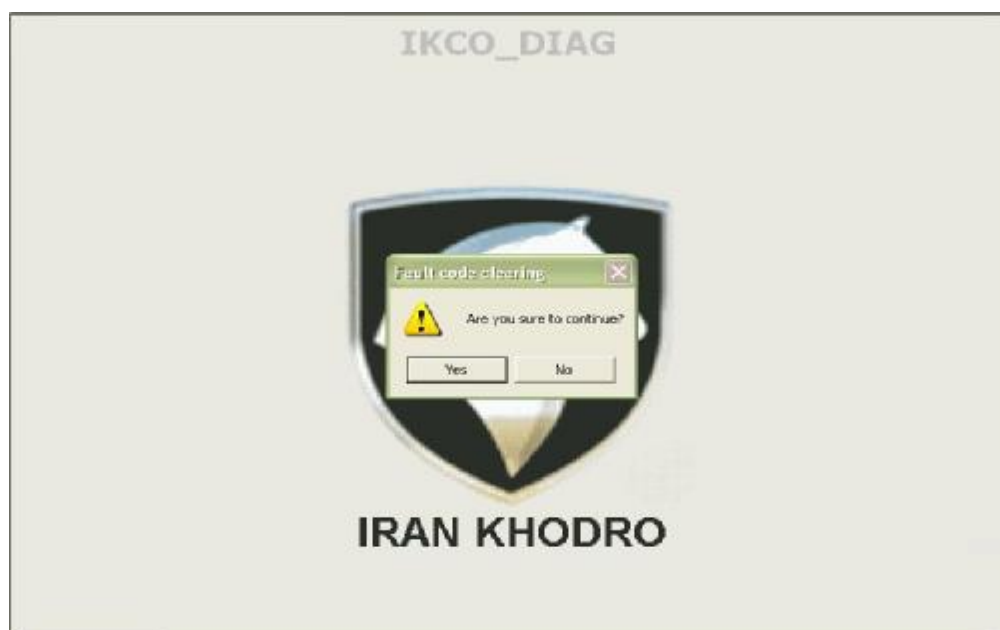 IKCO_DIAG
Fault code clearing
Are you sure to continue?
Yes No
IRAN KHODRO